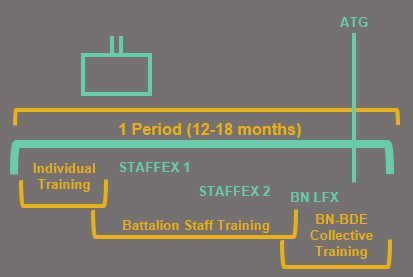 ATG
1 Period (12-18 months)
Individual
Training
STAFFEX 1
STAFFEX 2
BN LFX
Battalion Staff Training
BN-BDE
Collective
Training